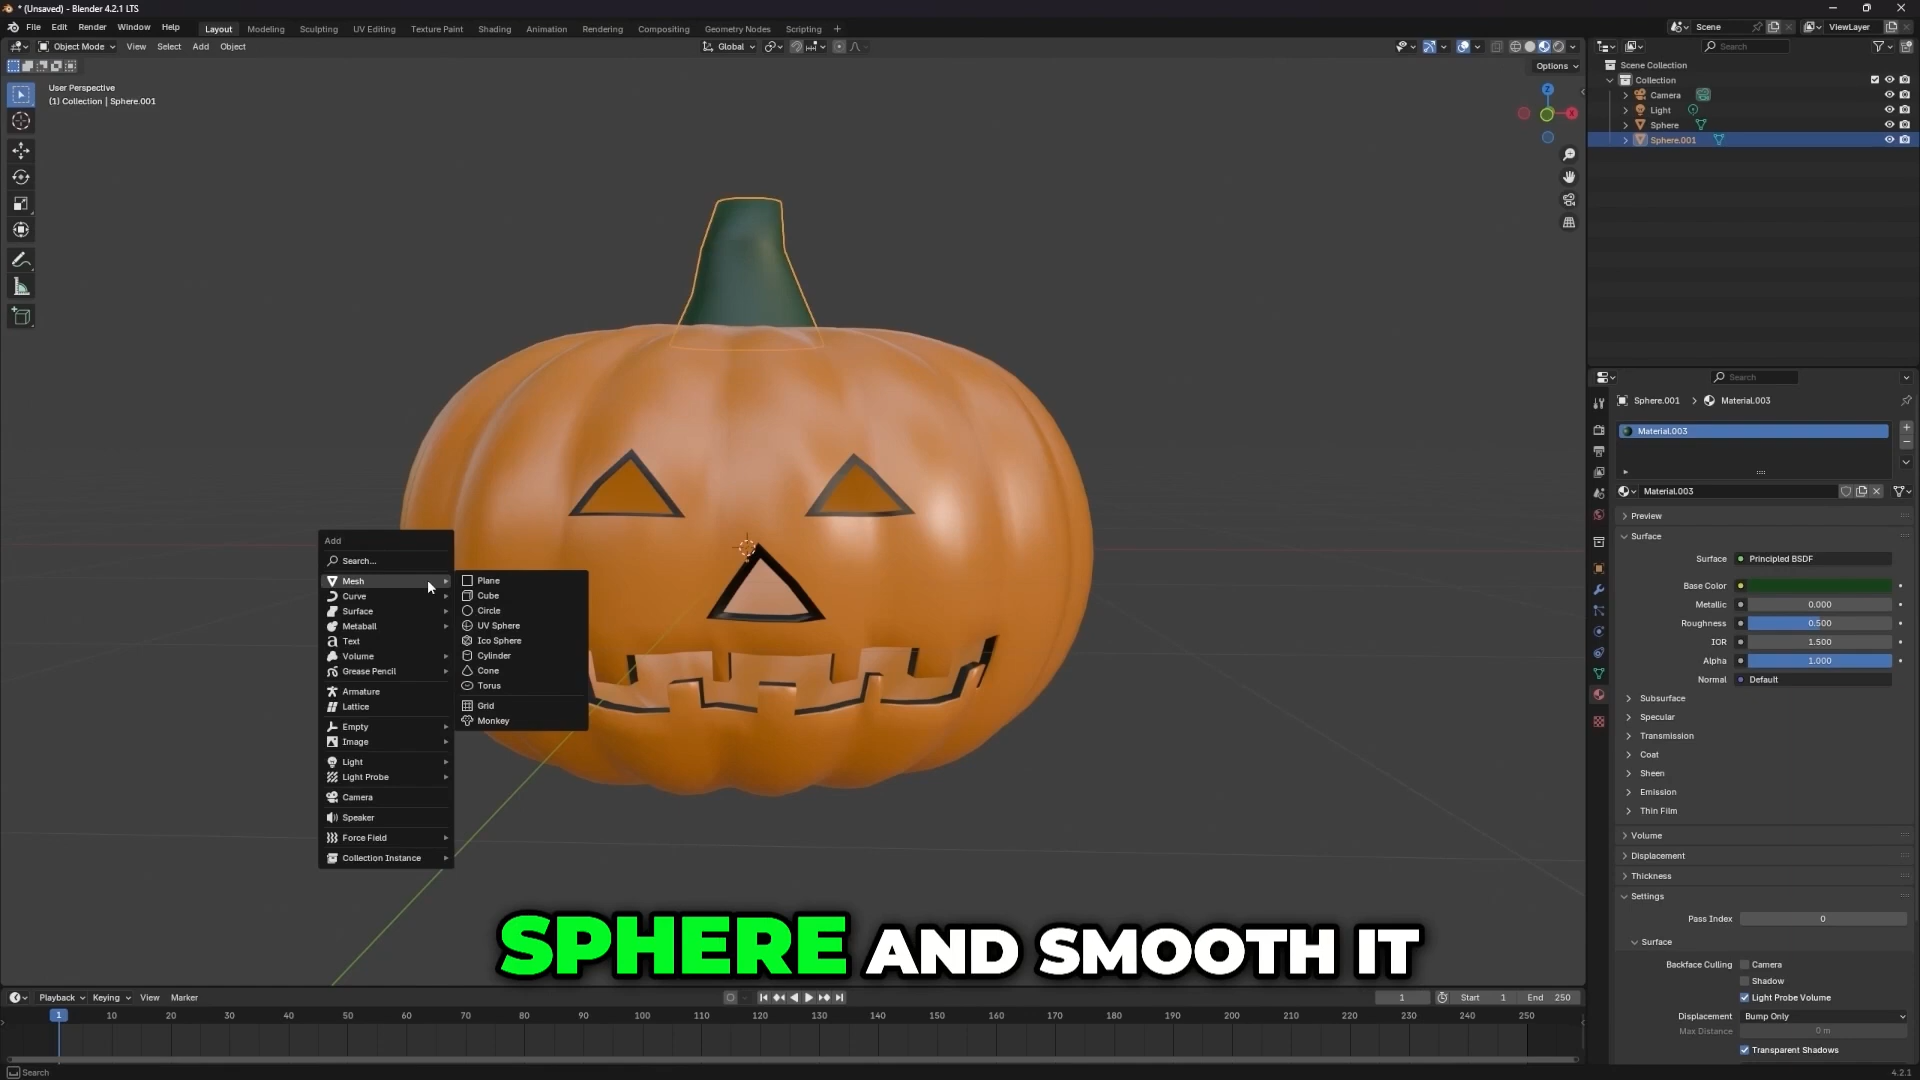 * (Unsaved) - Blender 4.2.1 LTS
File Edit Render Window Help
Layout Modeling Sculpting UV Editing Texture Paint Shading Animation Rendering Compositing Geometry Nodes Scripting +
Scene
ViewLayer
Object Mode View Select Add Object
Global
Search
Options
User Perspective
(1) Collection | Sphere.001
Z
X
Scene Collection
Collection
Camera
Light
Sphere
Sphere.001
Search
Sphere.001 > Material.003
Material.003
Material.003
Preview
Surface
Surface Principled BSDF
Base Color
Metallic 0.000
Roughness 0.500
IOR 1.500
Alpha 1.000
Normal Default
Subsurface
Specular
Transmission
Coat
Sheen
Emission
Thin Film
Volume
Displacement
Thickness
Settings
Pass Index 0
Surface
Backface Culling Camera
Shadow
Light Probe Volume
Displacement Bump Only
Max Distance 0 m
Transparent Shadows
Add
Search...
Mesh
Curve
Surface
Metaball
Text
Volume
Grease Pencil
Armature
Lattice
Empty
Image
Light
Light Probe
Camera
Speaker
Force Field
Collection Instance
Plane
Cube
Circle
UV Sphere
Ico Sphere
Cylinder
Cone
Torus
Grid
Monkey
SPHERE AND SMOOTH IT
Playback Keying View Marker
1 Start 1 End 250
1 10 20 30 40 50 60 70 80 90 100 110 120 130 140 150 160 170 180 190 200 210 220 230 240 250
Search
4.2.1